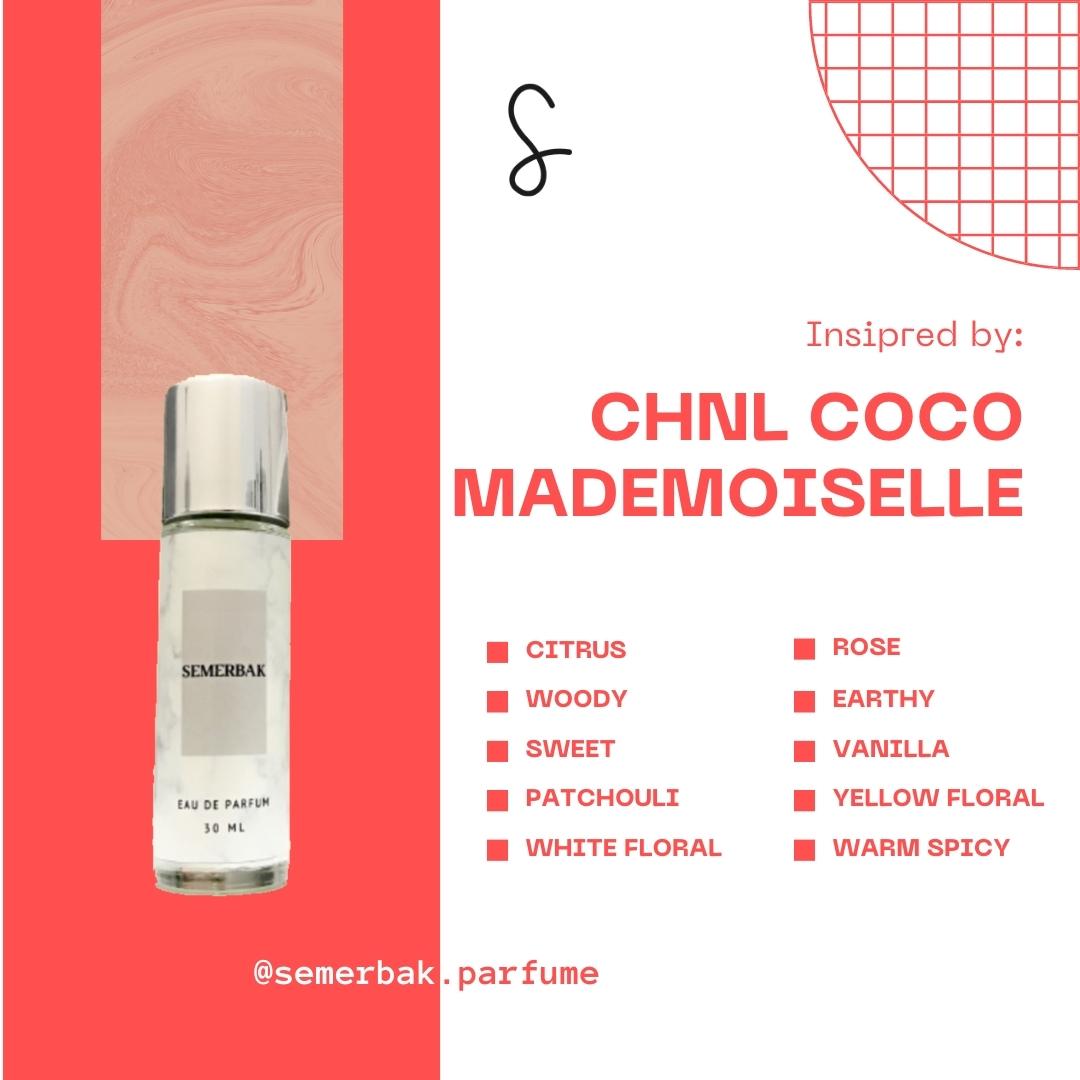 S
Insipred by:
CHNL COCO
MADEMOISELLE
CITRUS
WOODY
SWEET
PATCHOULI
WHITE FLORAL
ROSE
EARTHY
VANILLA
YELLOW FLORAL
WARM SPICY
SEMERBAK
EAU DE PARFUM
30 ML
@semerbak.parfume